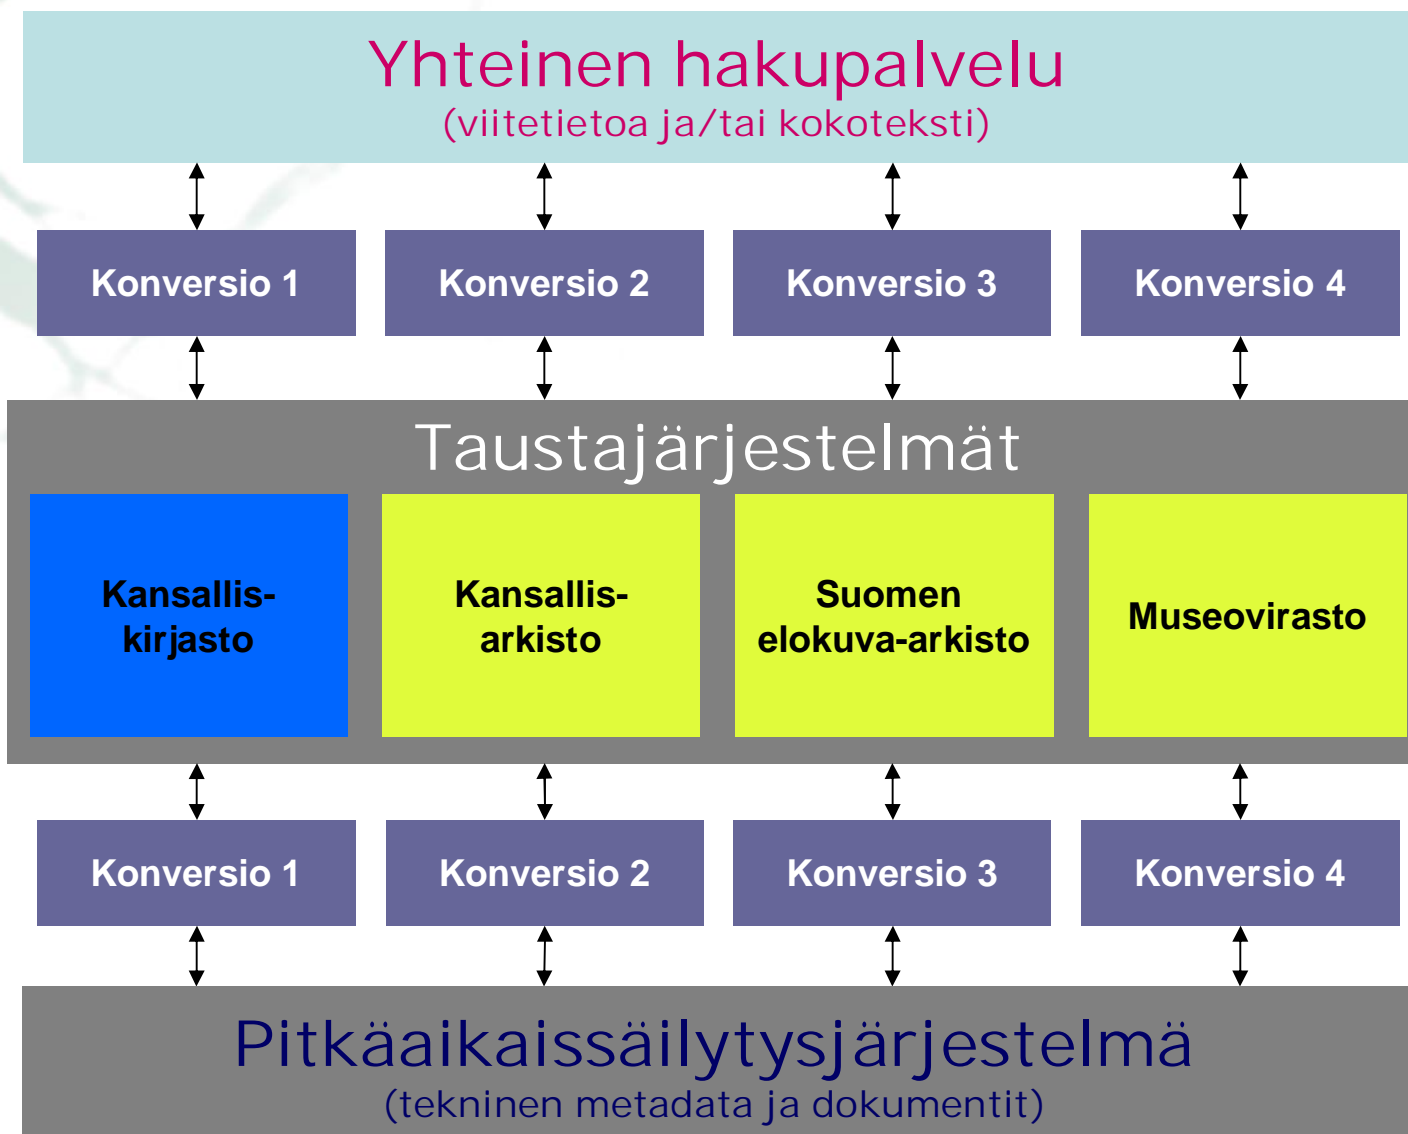 Yhteinen hakupalvelu
(viitetietoa ja/tai kokoteksti)
Konversio 1
Konversio 2
Konversio 3
Konversio 4
Taustajärjestelmät
Kansallis-
kirjasto
Kansallis-
arkisto
Suomen
elokuva-arkisto
Museovirasto
Konversio 1
Konversio 2
Konversio 3
Konversio 4
Pitkäaikaissäilytysjärjestelmä
(tekninen metadata ja dokumentit)